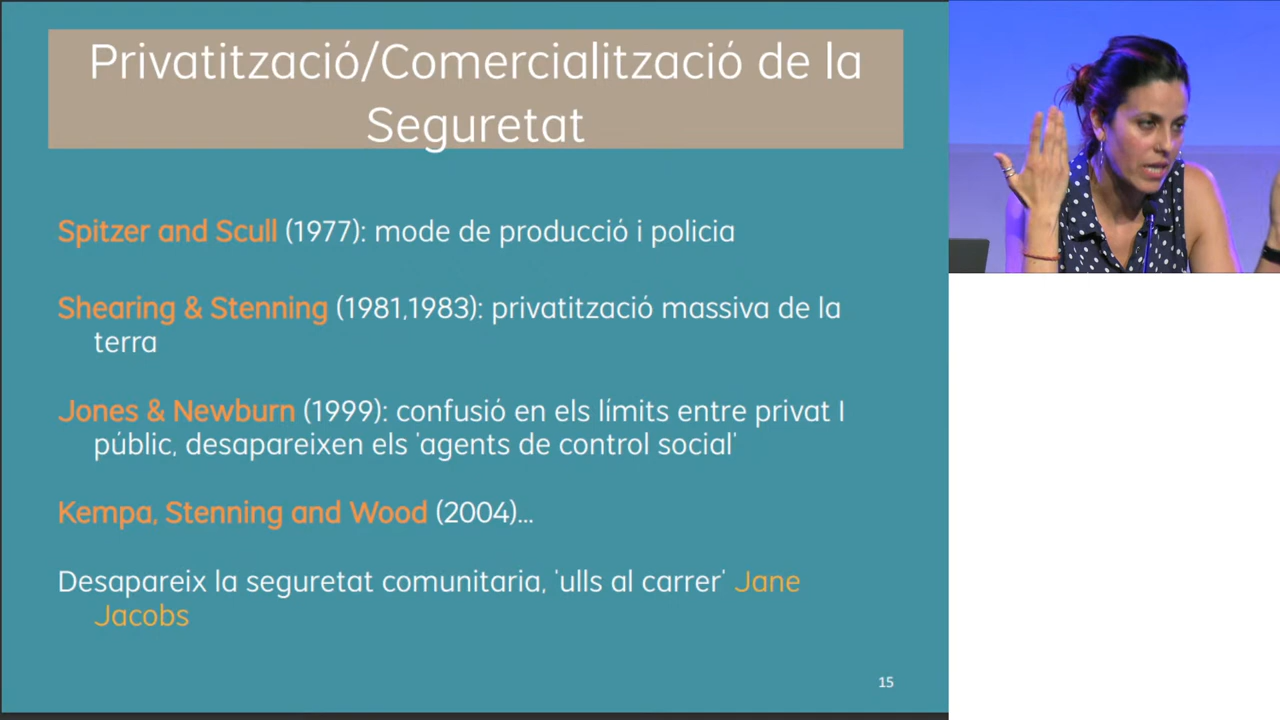 Privatització/Comercialització de la
Seguretat
Spitzer and Scull (1977): mode de producció i policia
Shearing & Stenning (1981,1983): privatització massiva de la
terra
Jones & Newburn (1999): confusió en els límits entre privat I
públic, desapareixen els 'agents de control social'
Kempa, Stenning and Wood (2004)...
Desapareix la seguretat comunitaria, 'ulls al carrer' Jane
Jacobs
15